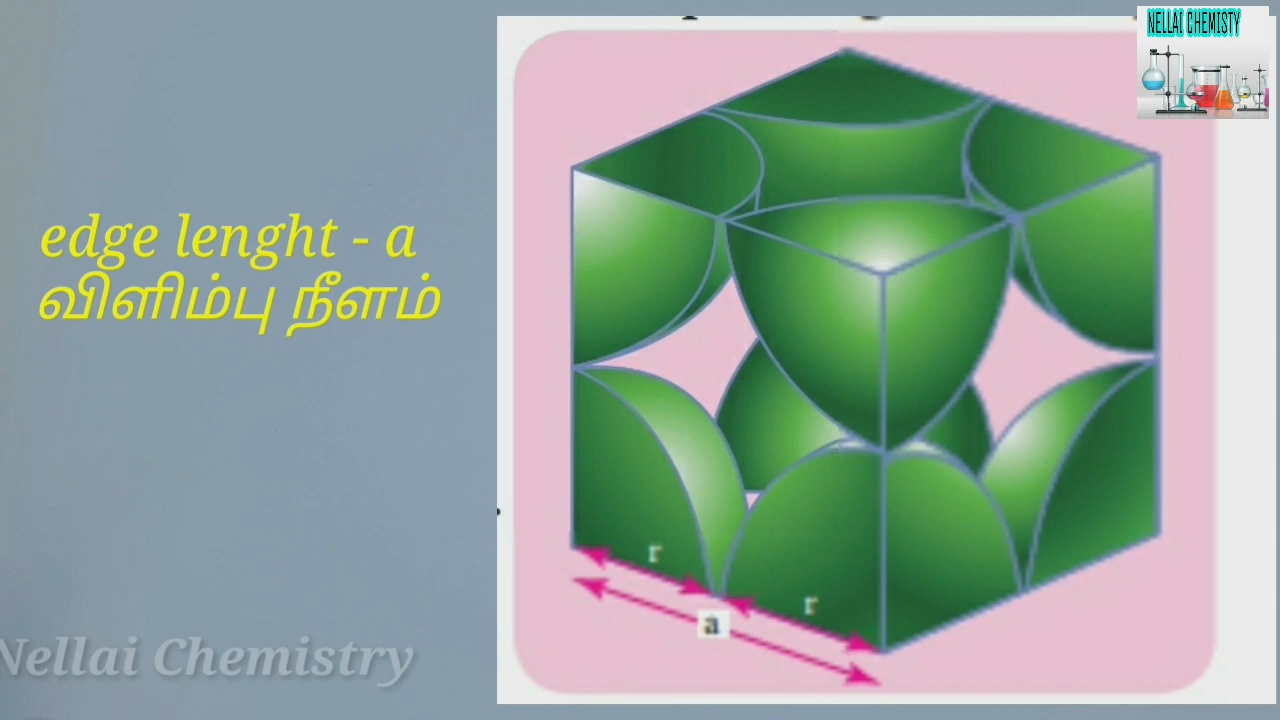 NELLAI CHEMISTY
edge lenght - a
விளிம்பு நீளம்
r
r
a
Nellai Chemistry